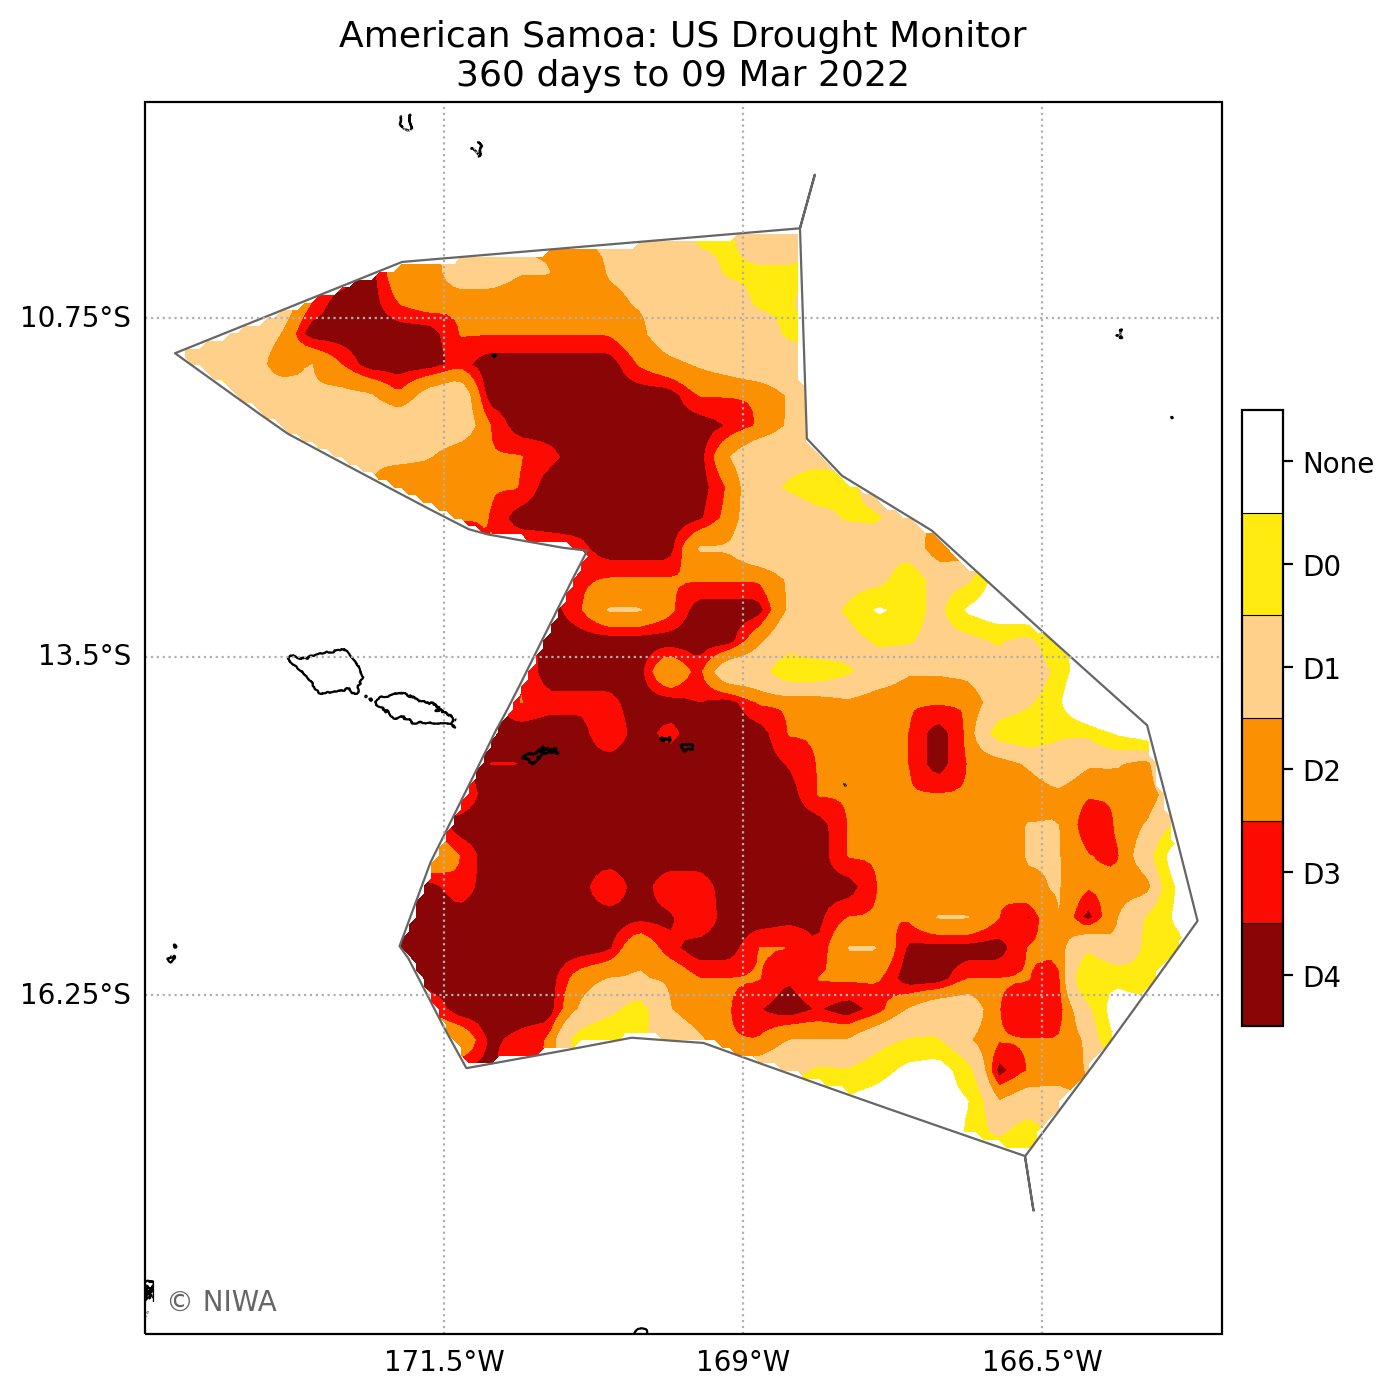 American Samoa: US Drought Monitor
360 days to 09 Mar 2022
10.75°S
13.5°S
16.25°S
171.5°W
169°W
166.5°W
None
D0
D1
D2
D3
D4
© NIWA